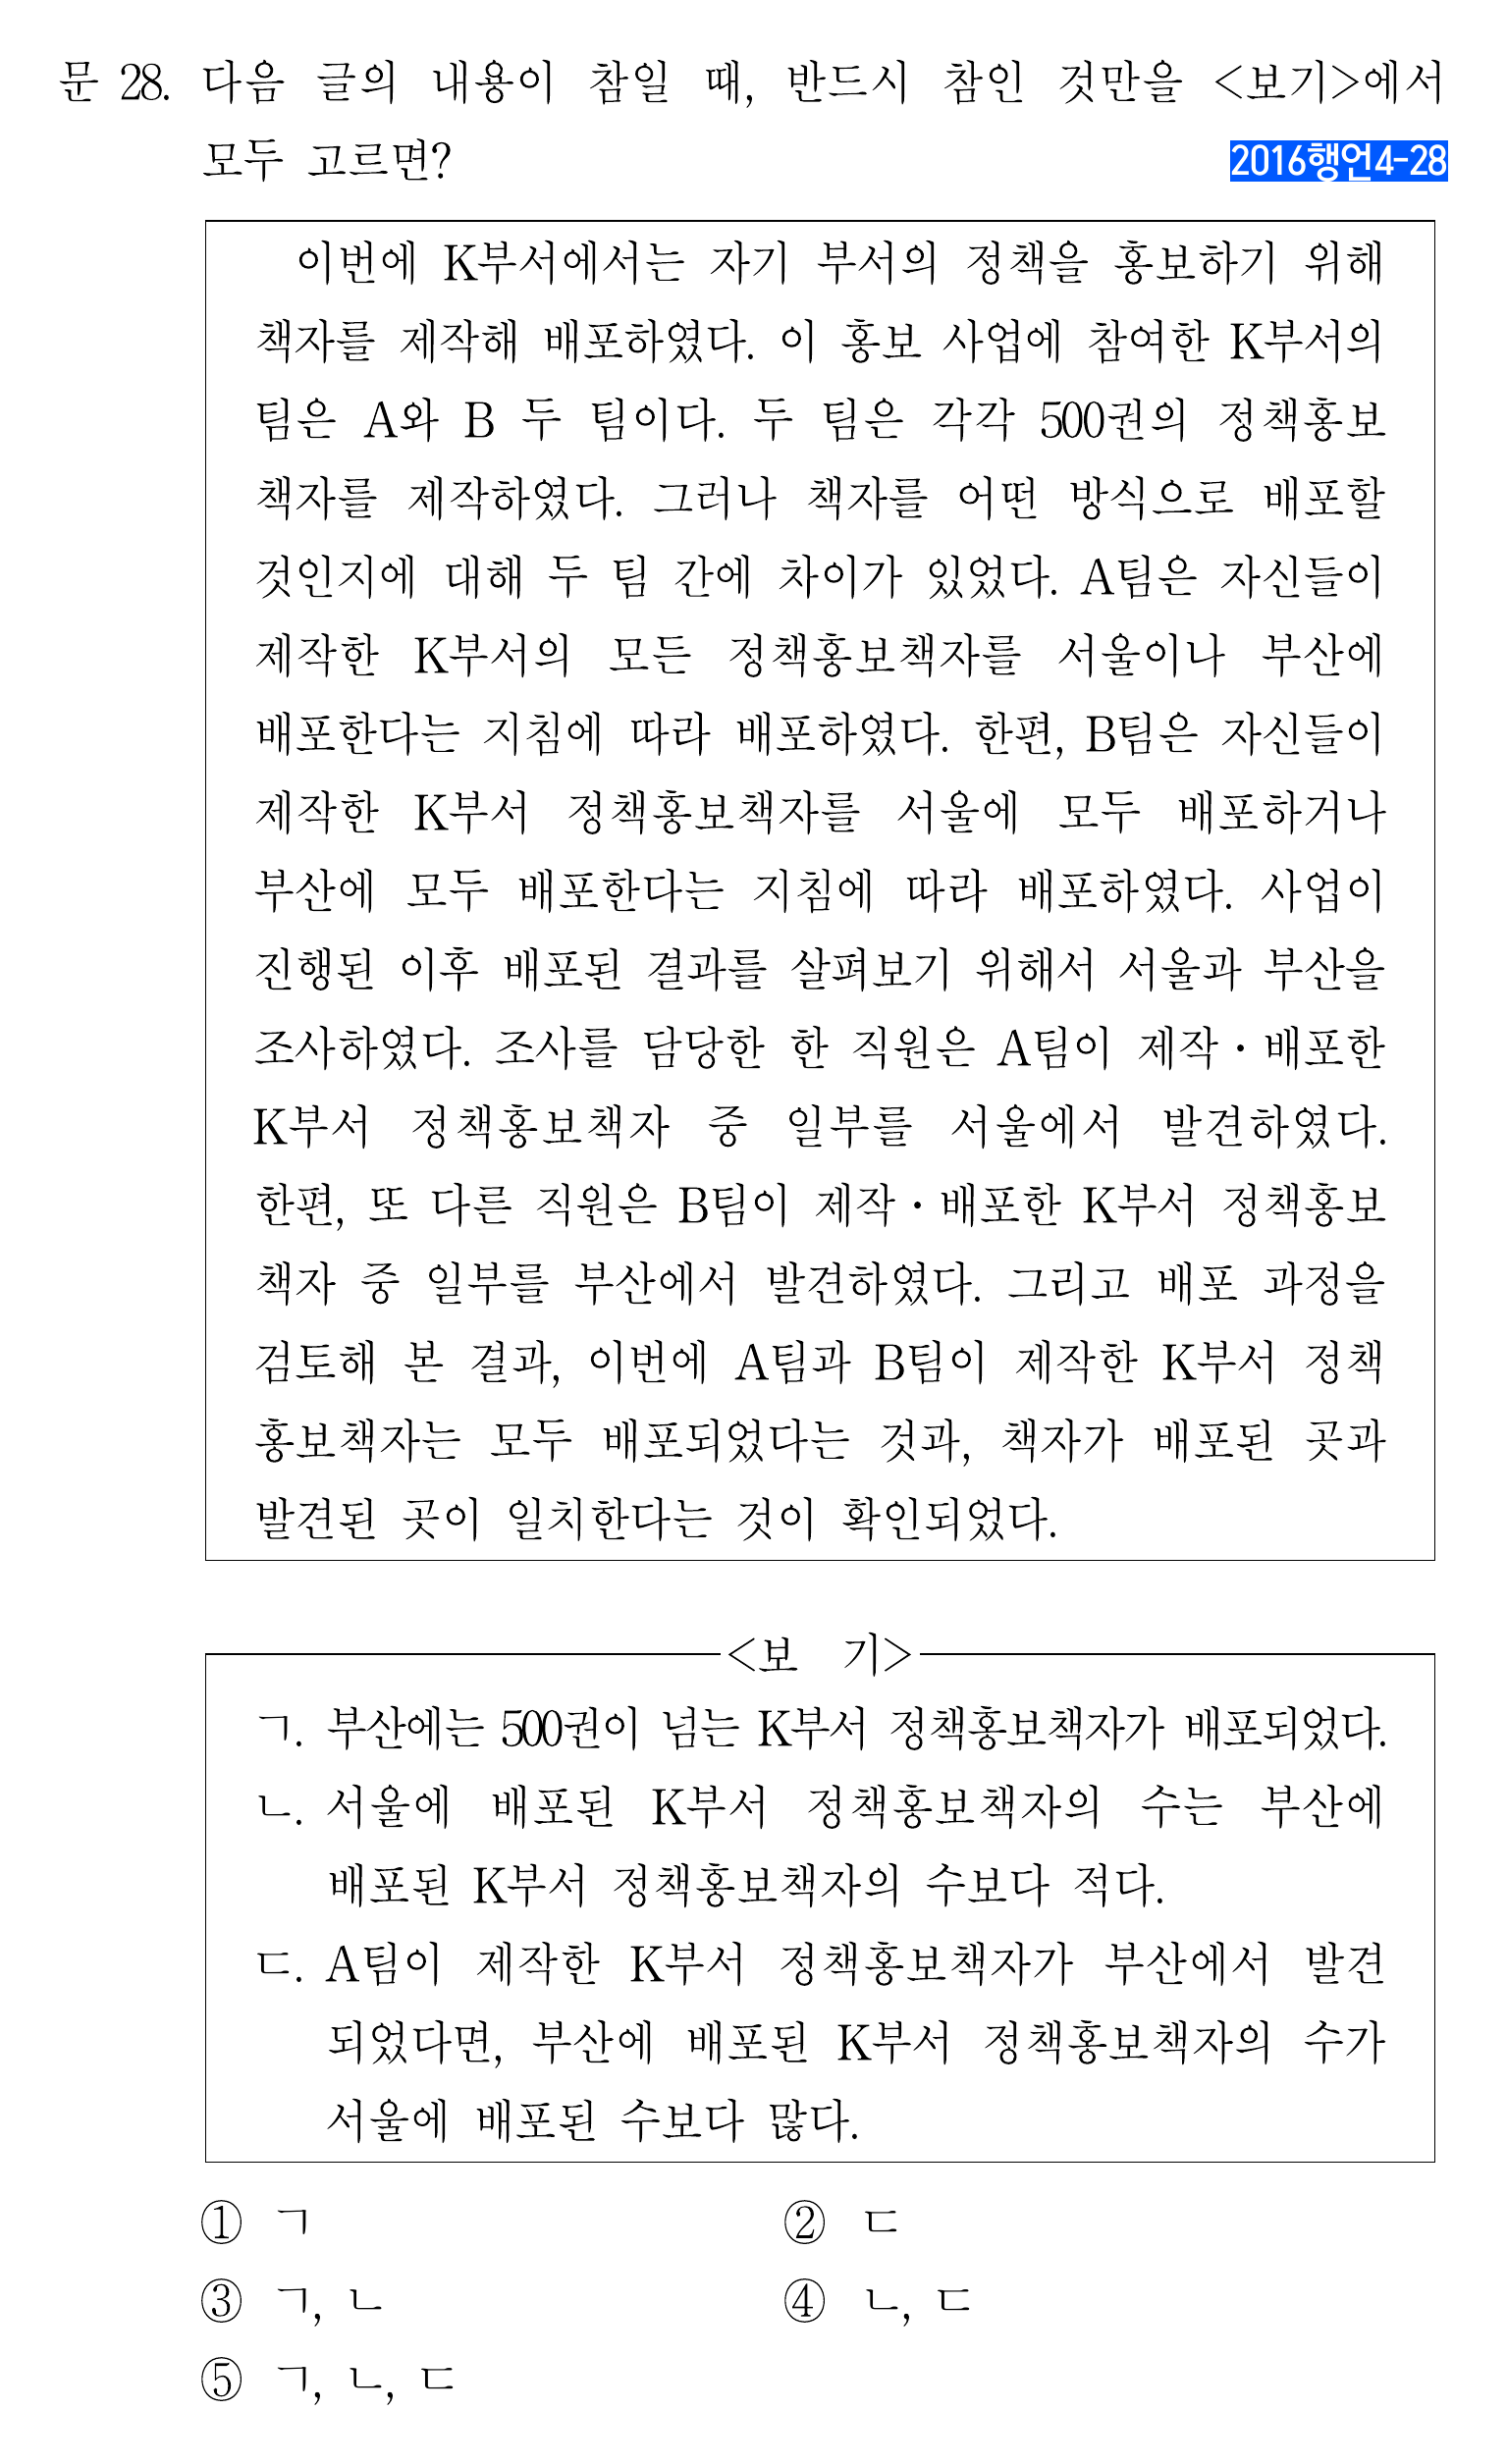 문 28. 다음 글의 내용이 참일 때, 반드시 참인 것만을 <보기>에서
모두 고르면?
2016행언4-28
이번에 K부서에서는 자기 부서의 정책을 홍보하기 위해
책자를 제작해 배포하였다. 이 홍보 사업에 참여한 K부서의
팀은 A와 B 두 팀이다. 두 팀은 각각 500권의 정책홍보
책자를 제작하였다. 그러나 책자를 어떤 방식으로 배포할
것인지에 대해 두 팀 간에 차이가 있었다. A팀은 자신들이
제작한 K부서의 모든 정책홍보책자를 서울이나 부산에
배포한다는 지침에 따라 배포하였다. 한편, B팀은 자신들이
제작한 K부서 정책홍보책자를 서울에 모두 배포하거나
부산에 모두 배포한다는 지침에 따라 배포하였다. 사업이
진행된 이후 배포된 결과를 살펴보기 위해서 서울과 부산을
조사하였다. 조사를 담당한 한 직원은 A팀이 제작·배포한
K부서 정책홍보책자 중 일부를 서울에서 발견하였다.
한편, 또 다른 직원은 B팀이 제작·배포한 K부서 정책홍보
책자 중 일부를 부산에서 발견하였다. 그리고 배포 과정을
검토해 본 결과, 이번에 A팀과 B팀이 제작한 K부서 정책
홍보책자는 모두 배포되었다는 것과, 책자가 배포된 곳과
발견된 곳이 일치한다는 것이 확인되었다.
<보 기>
ㄱ. 부산에는 500권이 넘는 K부서 정책홍보책자가 배포되었다.
ㄴ. 서울에 배포된 K부서 정책홍보책자의 수는 부산에
배포된 K부서 정책홍보책자의 수보다 적다.
ㄷ. A팀이 제작한 K부서 정책홍보책자가 부산에서 발견
되었다면, 부산에 배포된 K부서 정책홍보책자의 수가
서울에 배포된 수보다 많다.
① ㄱ ② ㄷ
③ ㄱ, ㄴ ④ ㄴ, ㄷ
⑤ ㄱ, ㄴ, ㄷ